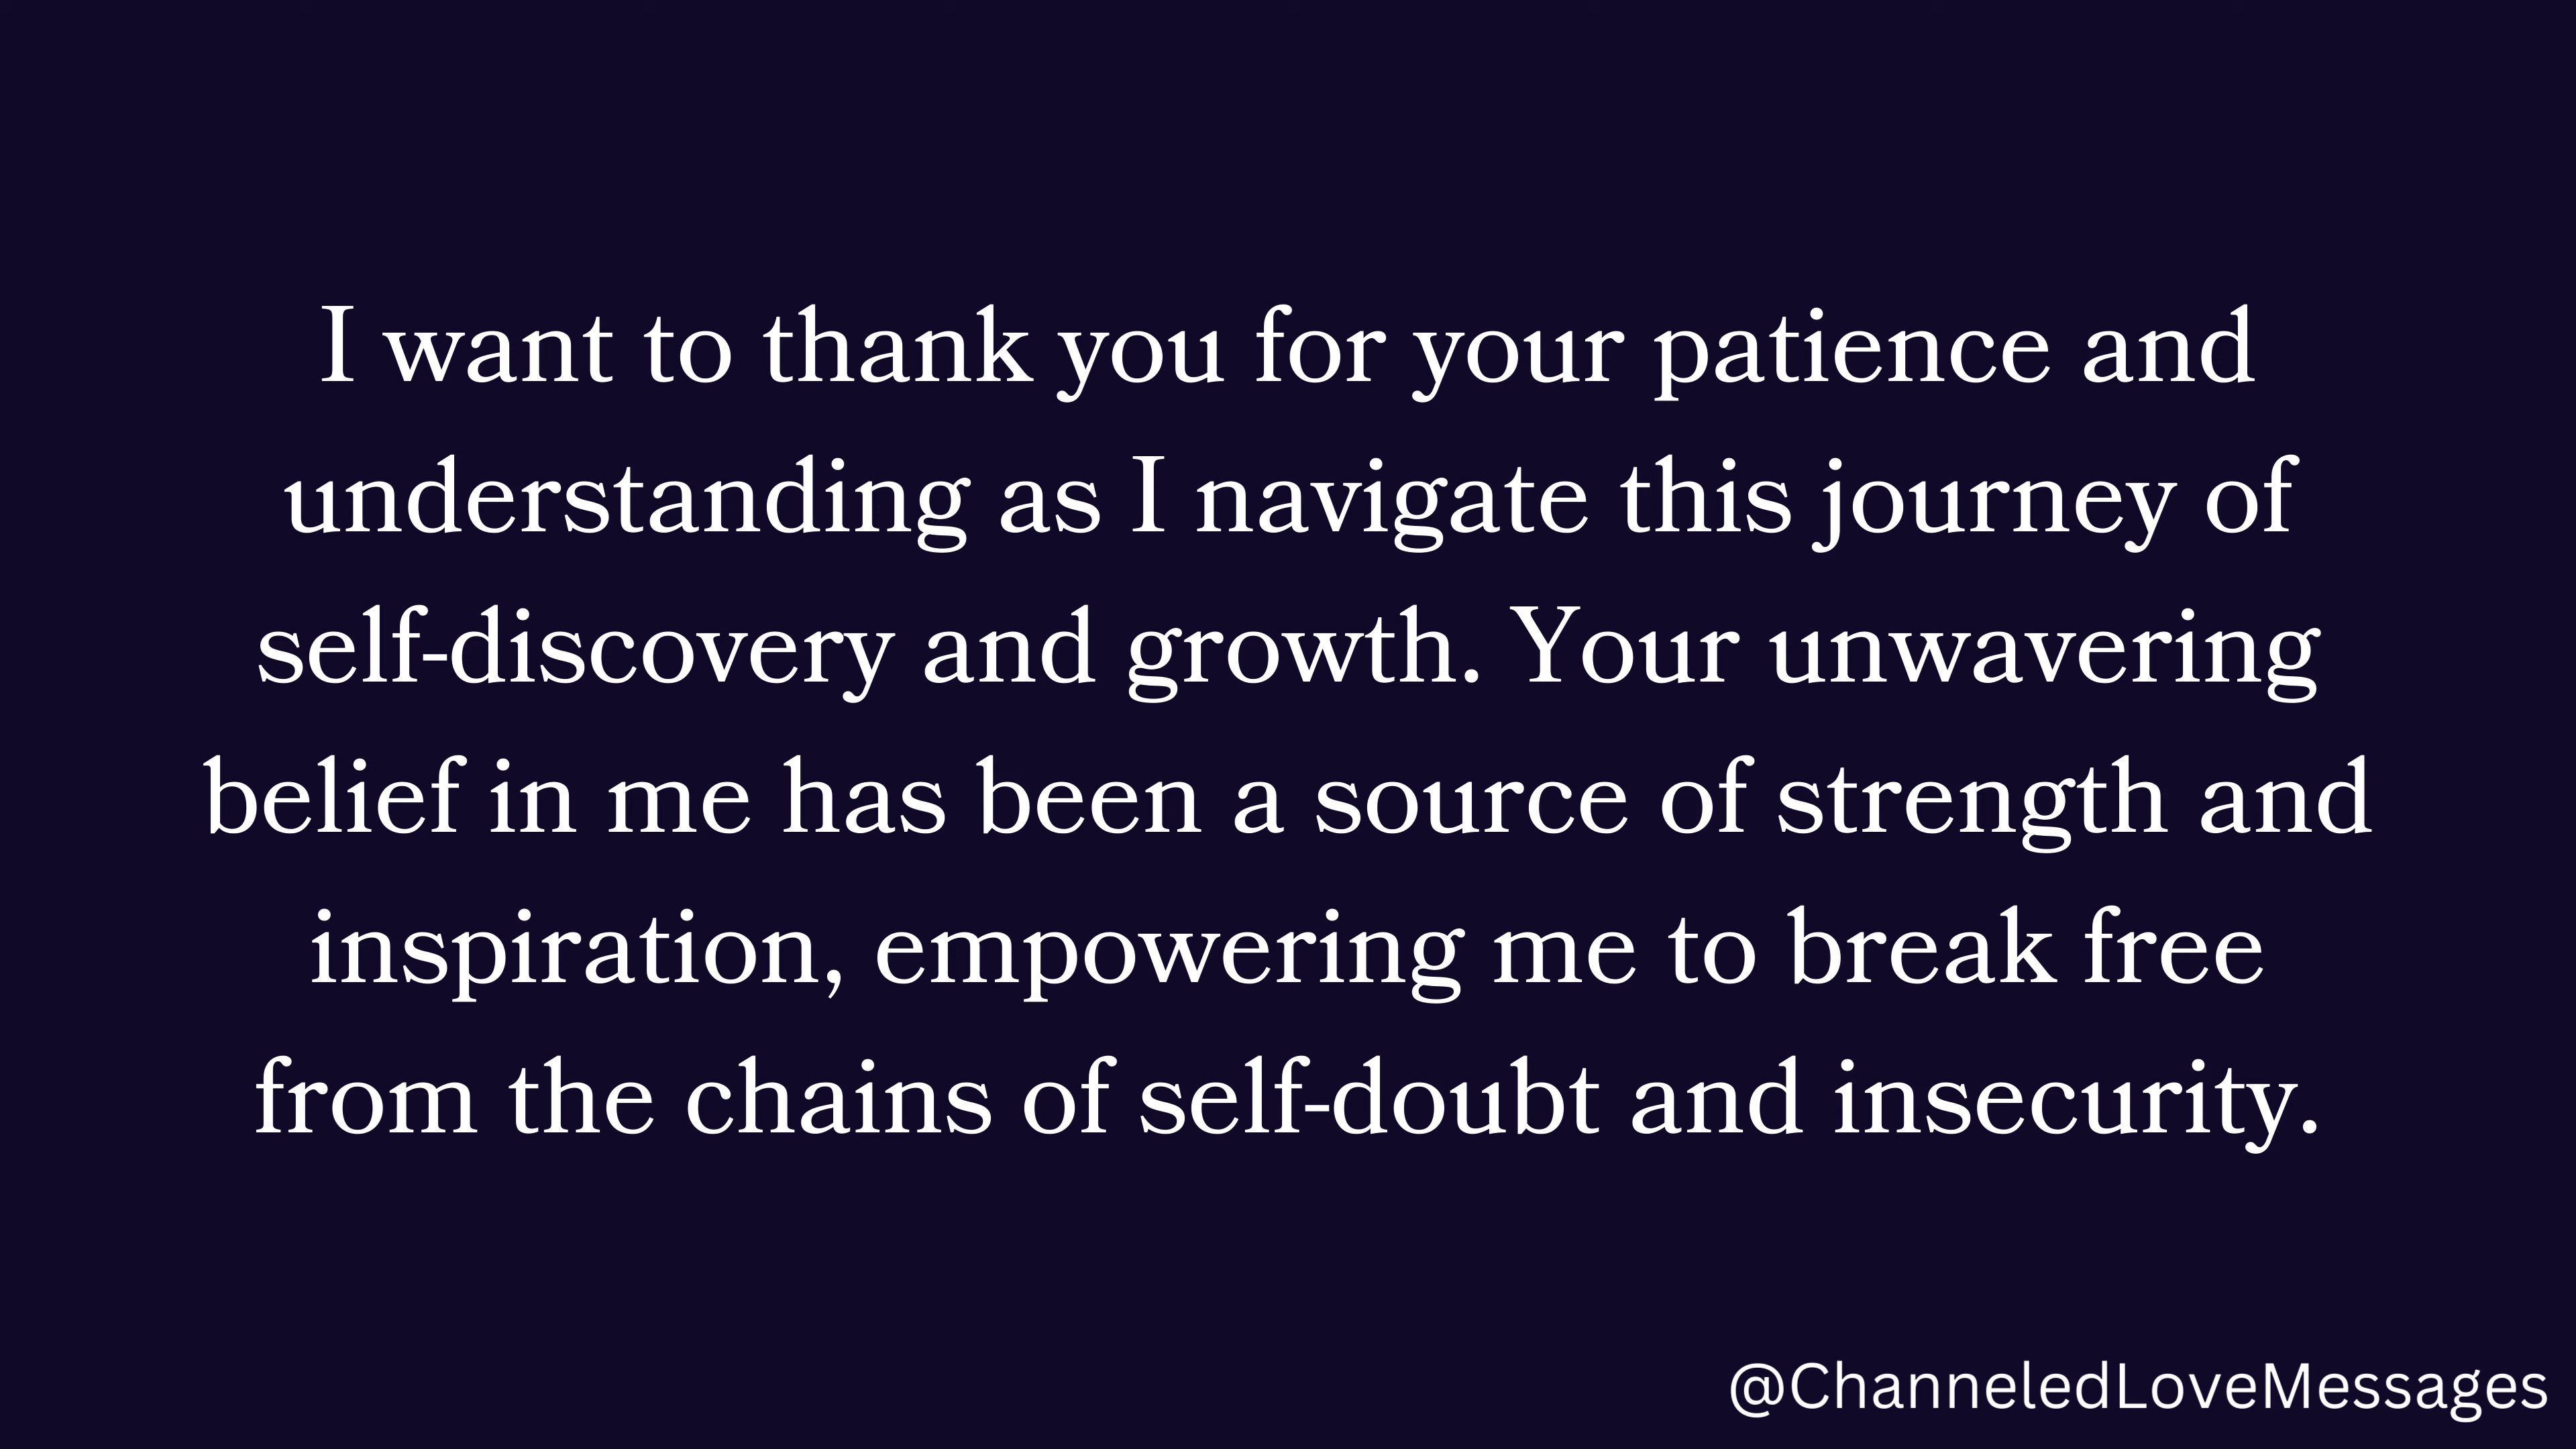 I want to thank you for your patience and
understanding as I navigate this journey of
self-discovery and growth. Your unwavering
belief in me has been a source of strength and
inspiration, empowering me to break free
from the chains of self-doubt and insecurity.
@ChanneledLoveMessages